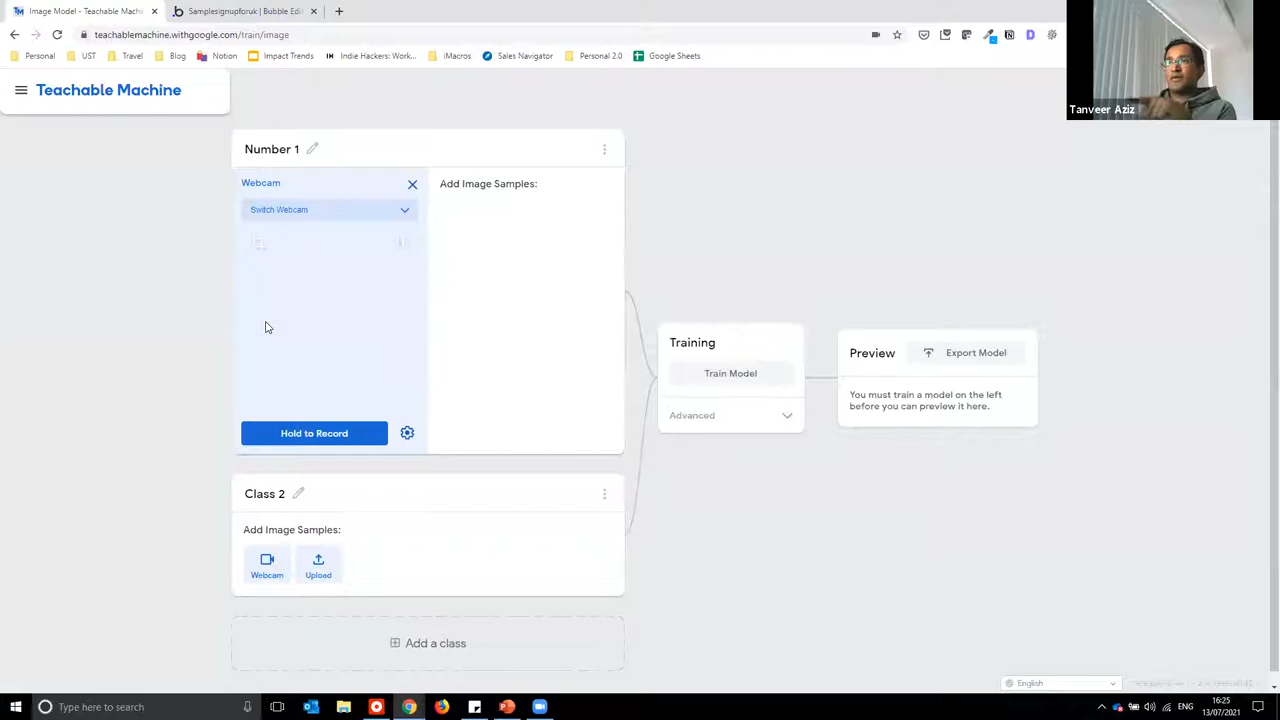 Image Model - Teachable Machi
Samplesignupforuk | Bubble Edi
teachablemachine.withgoogle.com/train/image
Personal
UST
Travel
Blog
Notion
Impact Trends
Indie Hackers: Work...
iMacros
Sales Navigator
Personal 2.0
Google Sheets
Tanveer Aziz
Teachable Machine
Number 1
Webcam
Switch Webcam
Add Image Samples:
Hold to Record
Training
Train Model
Advanced
Preview
Export Model
You must train a model on the left
before you can preview it here.
Class 2
Add Image Samples:
Webcam
Upload
Add a class
English
Type here to search
ENG
16:25
13/07/2021